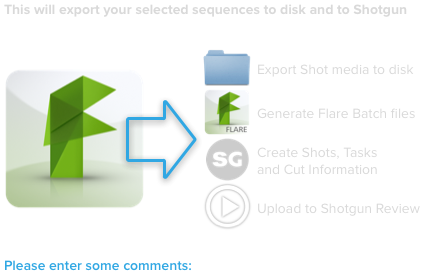 This will export your selected sequences to disk and to Shotgun
Export Shot media to disk
Generate Flare Batch files
FLARE
SG
Create Shots, Tasks
and Cut Information
Upload to Shotgun Review
Please enter some comments: